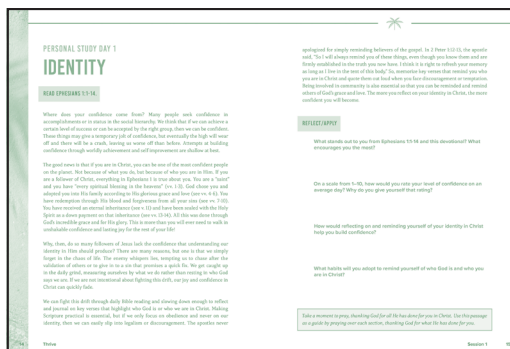 PERSONAL STUDY DAY 1
IDENTITY
READ EPHESIANS 1:1-14.
Where does your confidence come from? Many people seek confidence in
accomplishments or in status in the social hierarchy. We think that if we can achieve a
certain level of success or can be accepted by the right group, then we can be confident.
These things may give a temporary jolt of confidence, but eventually the high will wear
off and there will be a crash, leaving us worse off than before. Attempts at building
confidence through worldly achievement and self-improvement are shallow at best.
The good news is that if you are in Christ, you can be one of the most confident people
on the planet. Not because of what you do, but because of who you are in Him. If you
are a believer of Christ, everything in Ephesians 1 is true about you. You are a "saint"
and you have "every spiritual blessing in the heavens" (vv. 1-3). God chose you and
adopted you into His family according to His glorious grace and love (see vv. 4-6). You
have redemption through His blood and forgiveness from all your sins (see vv. 7-10).
You have received an eternal inheritance (see v. 11) and have been sealed with the Holy
Spirit as a down payment on that inheritance (see vv. 13-14). All this was done through
God's incredible grace and for His glory. This is more than you will ever need to walk in
unshakable confidence and lasting joy for the rest of your life!
Why, then, do so many followers of Jesus lack the confidence that understanding our
identity in Him should produce? There are many reasons, but one is that we simply
forget in the chaos of life. The enemy whispers lies, tempting us to chase after the
validation of others or to give in to a sin that promises a quick fix. We get caught up
in the daily grind, measuring ourselves by what we do rather than resting in who God
says we are. If we are not intentional about fighting this drift, our joy and confidence in
Christ can quickly fade.
We can fight this drift through daily Bible reading and slowing down enough to reflect
and journal on key verses that highlight who God is or who we are in Christ. Making
Scripture practical is essential, but if we only focus on obedience and never on our
identity, then we can easily slip into legalism or discouragement. The apostles never
14 Thrive
apologized for simply reminding believers of the gospel. In 2 Peter 1:12-13, the apostle
said, "So I will always remind you of these things, even though you know them and are
firmly established in the truth you now have. I think it is right to refresh your memory
as long as I live in the tent of this body." So, memorize key verses that remind you who
you are in Christ and quote them out loud when you face discouragement or temptation.
Being involved in community is also essential so that you can be reminded and remind
others of God's grace and love. The more you reflect on your identity in Christ, the more
confident you will become.
REFLECT/APPLY
What stands out to you from Ephesians 1:1-14 and this devotional? What
encourages you the most?
On a scale from 1–10, how would you rate your level of confidence on an
average day? Why do you give yourself that rating?
How would reflecting on and reminding yourself of your identity in Christ
help you build confidence?
What habits will you adopt to remind yourself of who God is and who you
are in Christ?
Take a moment to pray, thanking God for all He has done for you in Christ. Use this passage
as a guide by praying over each section, thanking God for what He has done for you.
Session 1 15